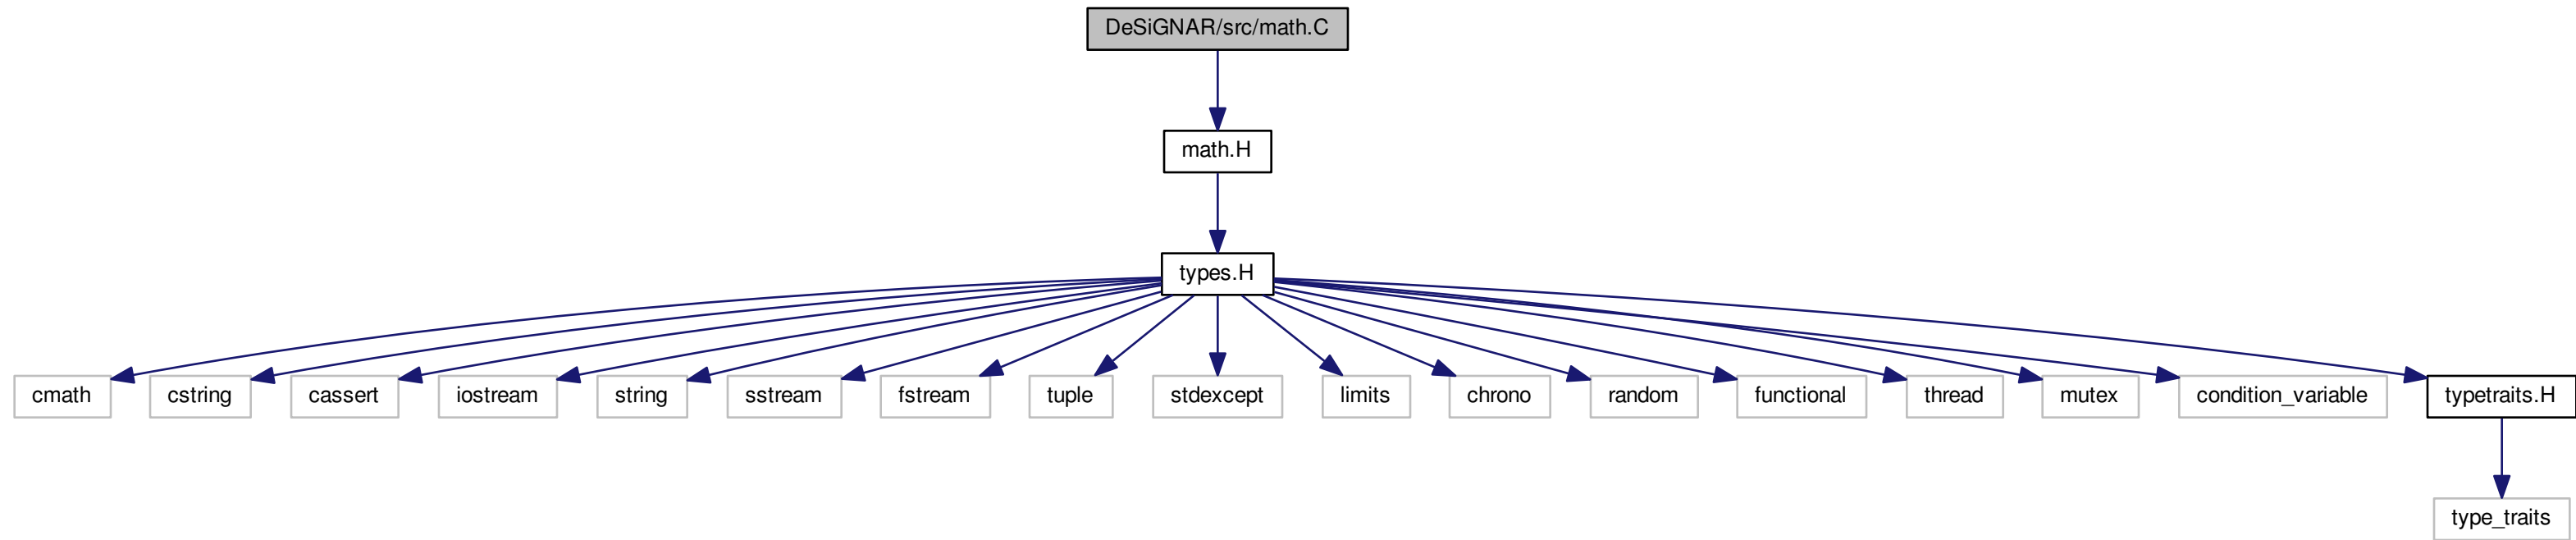 DeSiGNAR/src/math.C
math.H
types.H
cmath
cstring
cassert
iostream
string
sstream
fstream
tuple
stdexcept
limits
chrono
random
functional
thread
mutex
condition_variable
typetraits.H
type_traits